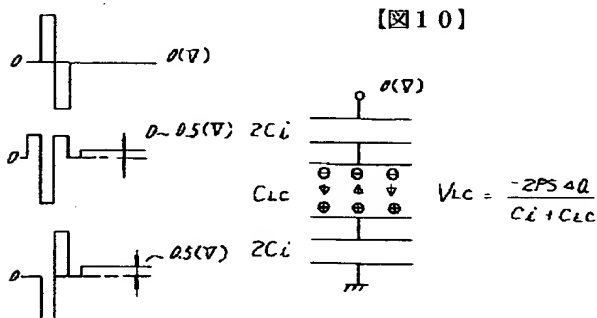 【図10】
0
0(V)
0(V)
0
0~0.5(V)
2Ci
CLC
VLC = -2PS·ΔQ / Ci + CLC
0
~0.5(V)
2Ci